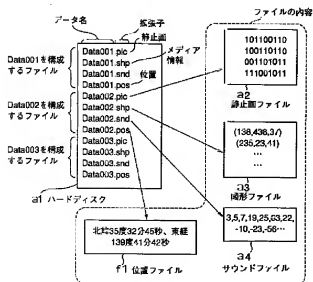 データ名
拡張子
静止画
メディア情報
位置
Data001を構成するファイル
Data002を構成するファイル
Data003を構成するファイル
Data001.pic
Data001.shp
Data001.snd
Data001.pos
Data002.pic
Data002.shp
Data002.snd
Data002.pos
Data003.pic
Data003.shp
Data003.snd
Data003.pos
a1 ハードディスク
ファイルの内容
101100110
100110110
001101011
111001011
a2
静止画ファイル
(138,436,37)
(235,23,41)
...
...
a3
図形ファイル
3,5,7,19,25,63,22,
-10,-23,-56…
a4
サウンドファイル
北緯35度32分45秒、東経
139度41分42秒
f1 位置ファイル